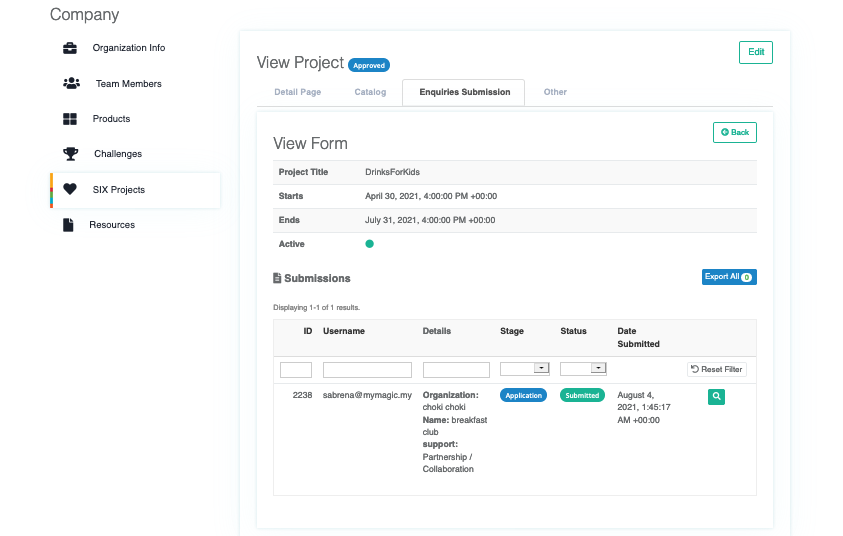 Company
Organization Info
Team Members
Products
Challenges
SIX Projects
Resources
View Project Approved
Edit
Detail Page Catalog Enquiries Submission Other
View Form
Back
Project Title DrinksForKids
Starts April 30, 2021, 4:00:00 PM +00:00
Ends July 31, 2021, 4:00:00 PM +00:00
Active
Submissions
Export All 0
Displaying 1-1 of 1 results.
ID Username Details Stage Status Date
Submitted
Reset Filter
2238 sabrena@mymagic.my Organization: Application Submitted August 4,
choki choki 2021, 1:45:17
Name: breakfast AM +00:00
club
support:
Partnership /
Collaboration